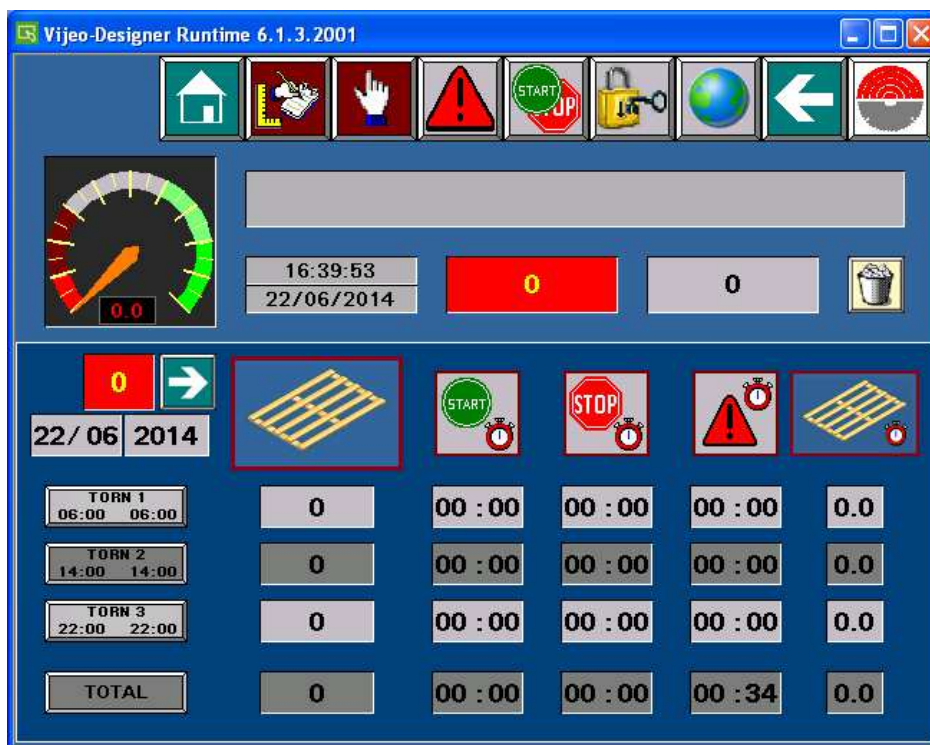 Vijeo-Designer Runtime 6.1.3.2001
START STOP
16:39:53
0 0
22/06/2014
0.0
0
START STOP
22/ 06 2014
TORN 1
06:00 06:00
0 00 :00 00 :00 00 :00 0.0
TORN 2
14:00 14:00
0 00 :00 00 :00 00 :00 0.0
TORN 3
22:00 22:00
0 00 :00 00 :00 00 :00 0.0
TOTAL 0 00 :00 00 :00 00 :34 0.0